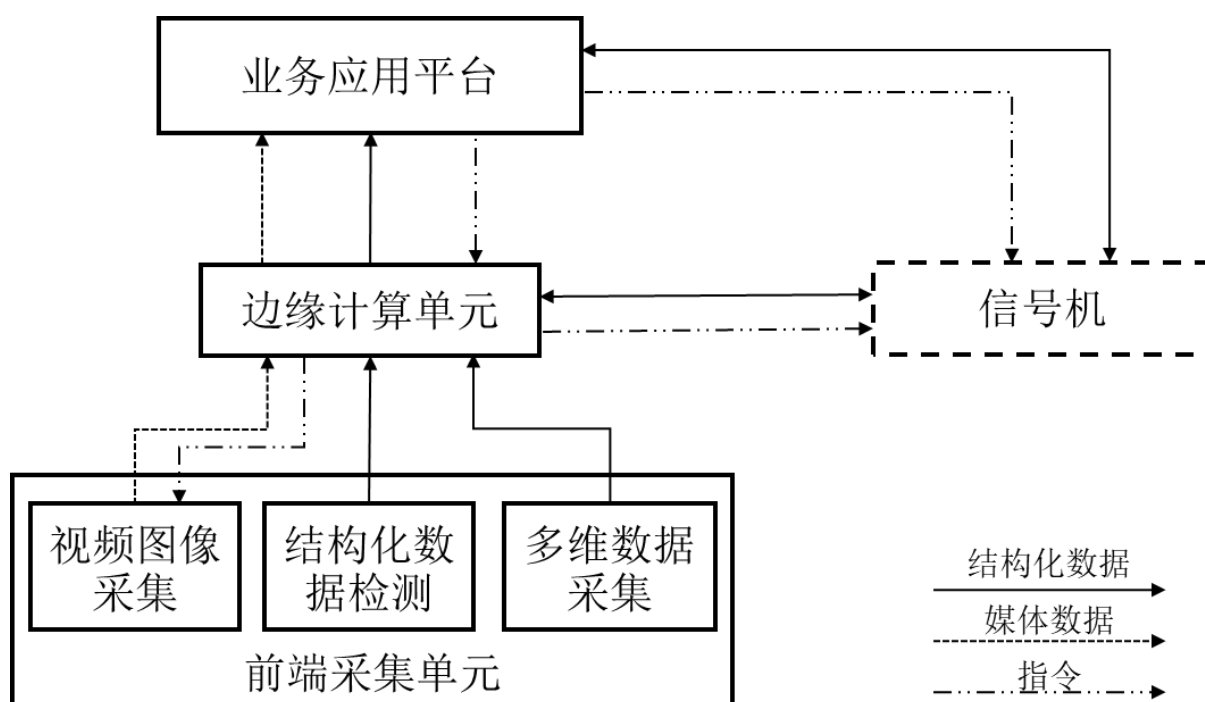 业务应用平台
边缘计算单元
信号机
视频图像
采集
结构化数
据检测
多维数据
采集
前端采集单元
结构化数据
媒体数据
指令